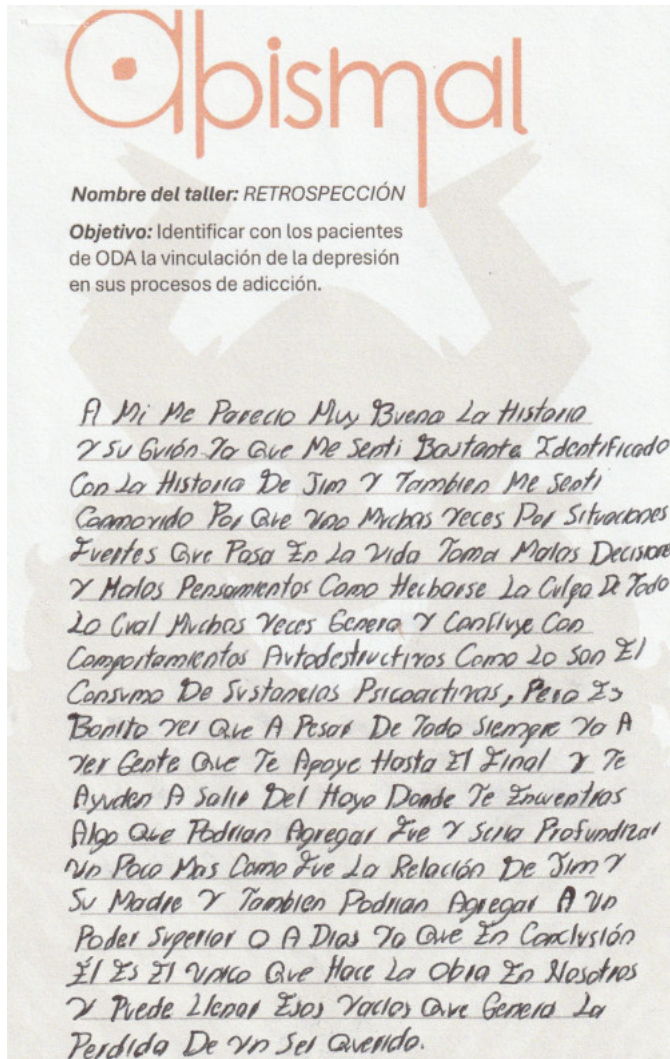 abismal
Nombre del taller: RETROSPECCIÓN
Objetivo: Identificar con los pacientes
de ODA la vinculación de la depresión
en sus procesos de adicción.
A Mi Me Parecio Muy Buena La Historia
Y Su Guión Ya Que Me Senti Bastante Identificado
Con La Historia De Jim Y Tambien Me Senti
Conmovido Por Que Uno Muchas Veces Por Situaciones
Fuertes Que Pasa En La Vida Toma Malas Decisione
Y Malos Pensamientos Como Hecharse La Culpa De Todo
Lo Cual Muchas Veces Genera Y Confluye Con
Comportamientos Autodestructivos Como Lo Son El
Consumo De Sustancias Psicoactivas, Pero Es
Bonito Ver Que A Pesar De Todo Siempre Va A
Ver Gente Que Te Apoye Hasta El Final Y Te
Ayuden A Salir Del Hoyo Donde Te Encuentras
Algo Que Podrian Agregar Fue Y Seria Profundizar
Un Poco Mas Como Fue La Relación De Jim Y
Su Madre Y Tambien Podrian Agregar A Un
Poder Superior O A Dios Ya Que En Conclusión
Él Es El Unico Que Hace La Obra En Nosotros
Y Puede Llenar Esos Vacios Que Genera La
Perdida De Un Ser Querido.